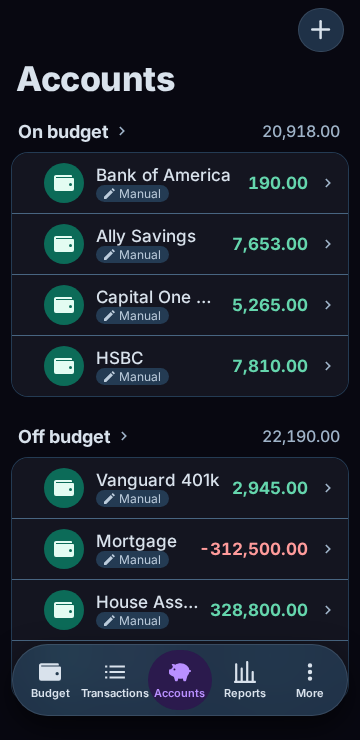 Accounts
On budget
20,918.00
Bank of America
190.00
Manual
Ally Savings
7,653.00
Manual
Capital One ...
5,265.00
Manual
HSBC
7,810.00
Manual
Off budget
22,190.00
Vanguard 401k
2,945.00
Manual
Mortgage
-312,500.00
Manual
House Ass...
328,800.00
Manual
Budget
Transactions
Accounts
Reports
More